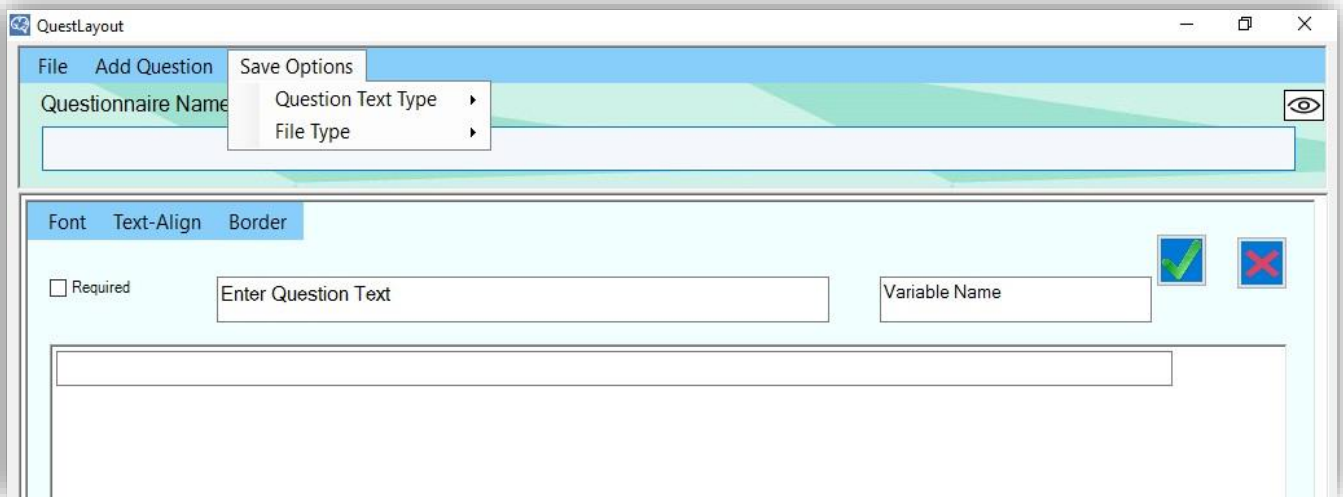 QuestLayout
File Add Question Save Options
Question Text Type
Questionnaire Name
File Type
Font Text-Align Border
Required
Enter Question Text
Variable Name